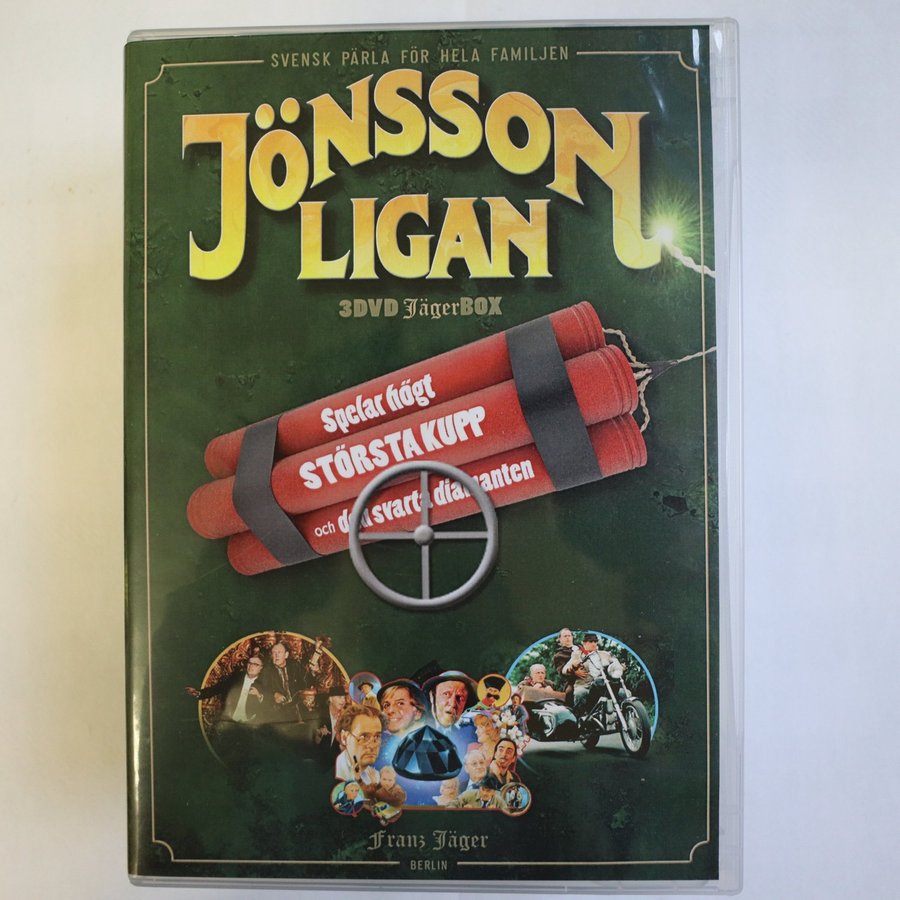 SVENSK PÄRLA FÖR HELA FAMILJEN
JÖNSSON
LIGAN
3DVD JägerBOX
Spelar högt
STÖRSTA KUPP
och den svarta diamanten
Franz Jäger
BERLIN